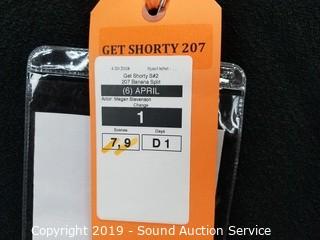 GET SHORTY 207
Get Shorty S#2
207 Banana Split
(6) APRIL
Actor: Megan Stevenson
Change
1
Scenes Days
7, 9 D 1
Copyright 2019 - Sound Auction Service